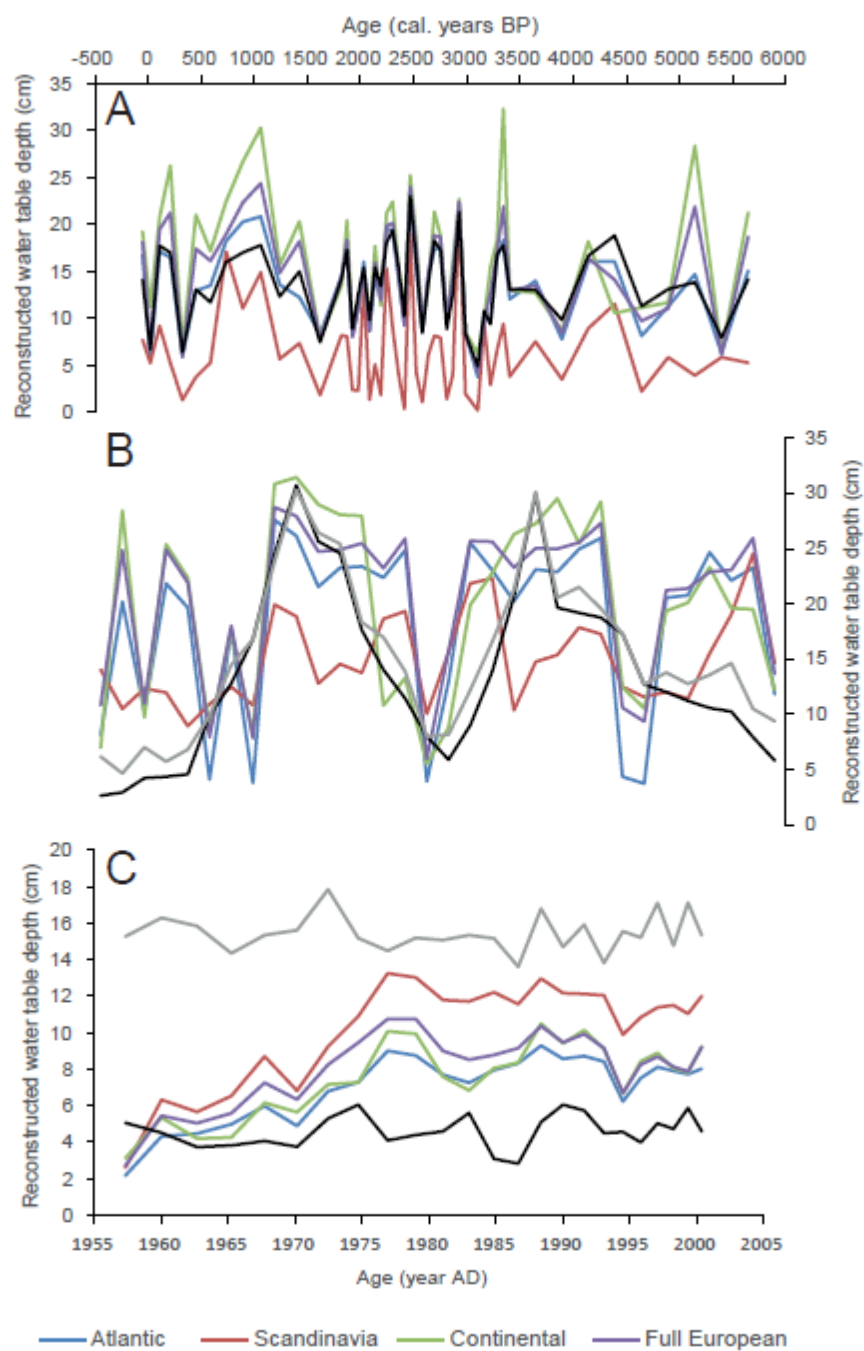 Age (cal. years BP)
-500 0 500 1000 1500 2000 2500 3000 3500 4000 4500 5000 5500 6000
A
Reconstructed water table depth (cm)
35
30
25
20
15
10
5
0
B
35
30
25
20
15
10
5
0
Reconstructed water table depth (cm)
C
Reconstructed water table depth (cm)
20
18
16
14
12
10
8
6
4
2
0
1955 1960 1965 1970 1975 1980 1985 1990 1995 2000 2005
Age (year AD)
Atlantic Scandinavia Continental Full European